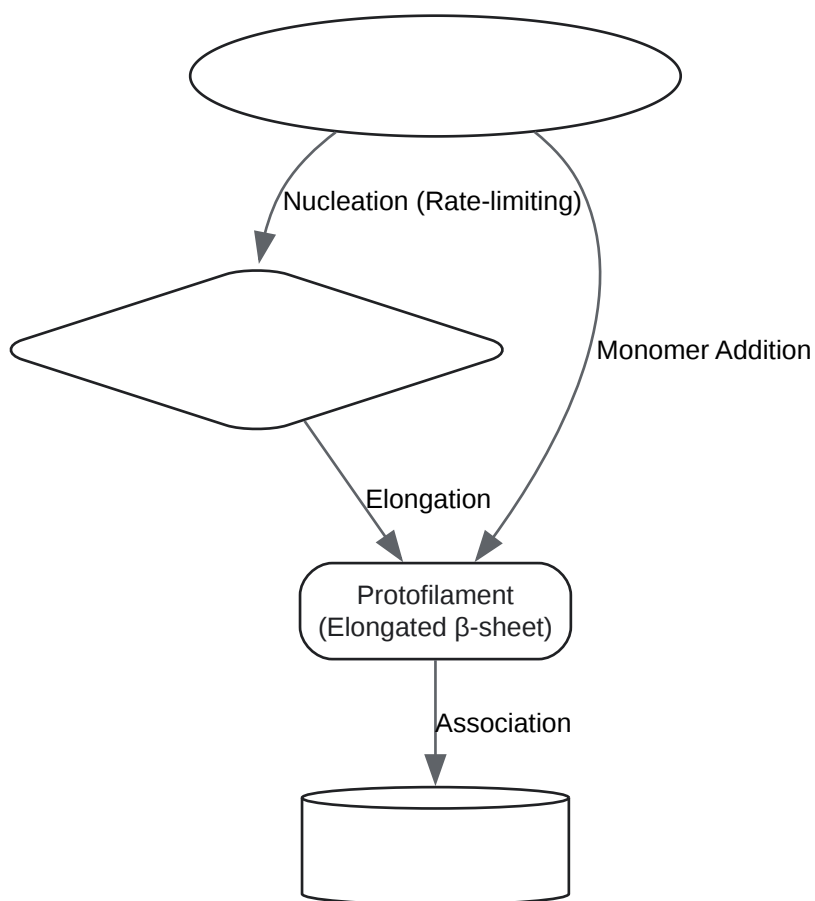 Nucleation (Rate-limiting)
Monomer Addition
Elongation
Protofilament
(Elongated β-sheet)
Association